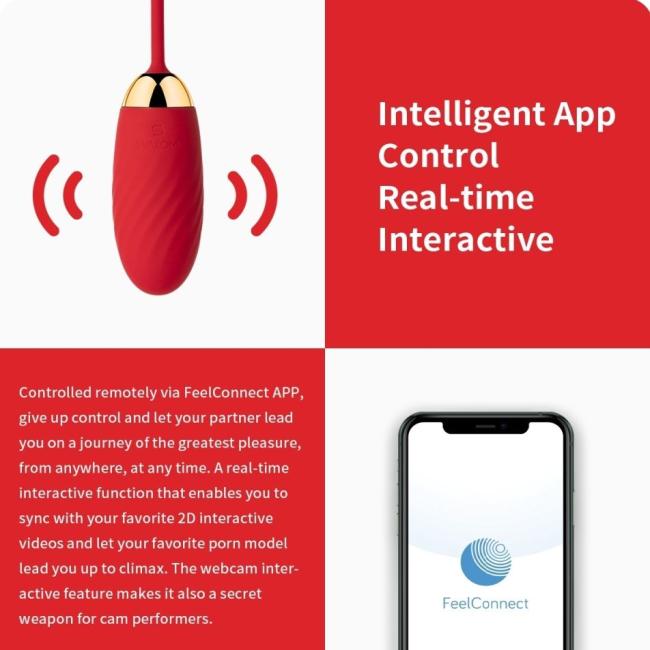 Intelligent App
Control
Real-time
Interactive
Controlled remotely via FeelConnect APP,
give up control and let your partner lead
you on a journey of the greatest pleasure,
from anywhere, at any time. A real-time
interactive function that enables you to
sync with your favorite 2D interactive
videos and let your favorite porn model
lead you up to climax. The webcam inter-
active feature makes it also a secret
weapon for cam performers.
FeelConnect